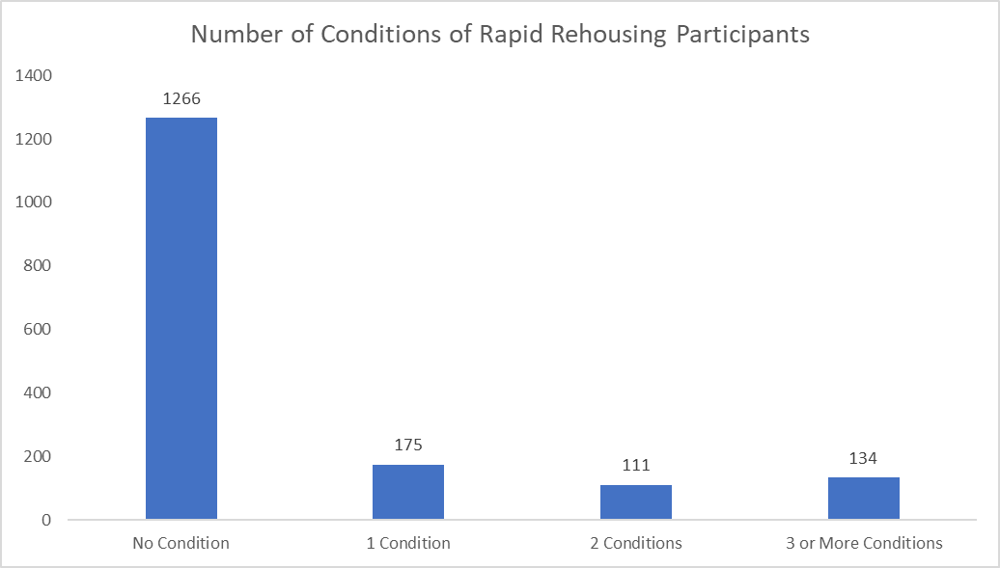 Number of Conditions of Rapid Rehousing Participants
1400
1200
1000
800
600
400
200
0
1266
175
111
134
No Condition
1 Condition
2 Conditions
3 or More Conditions